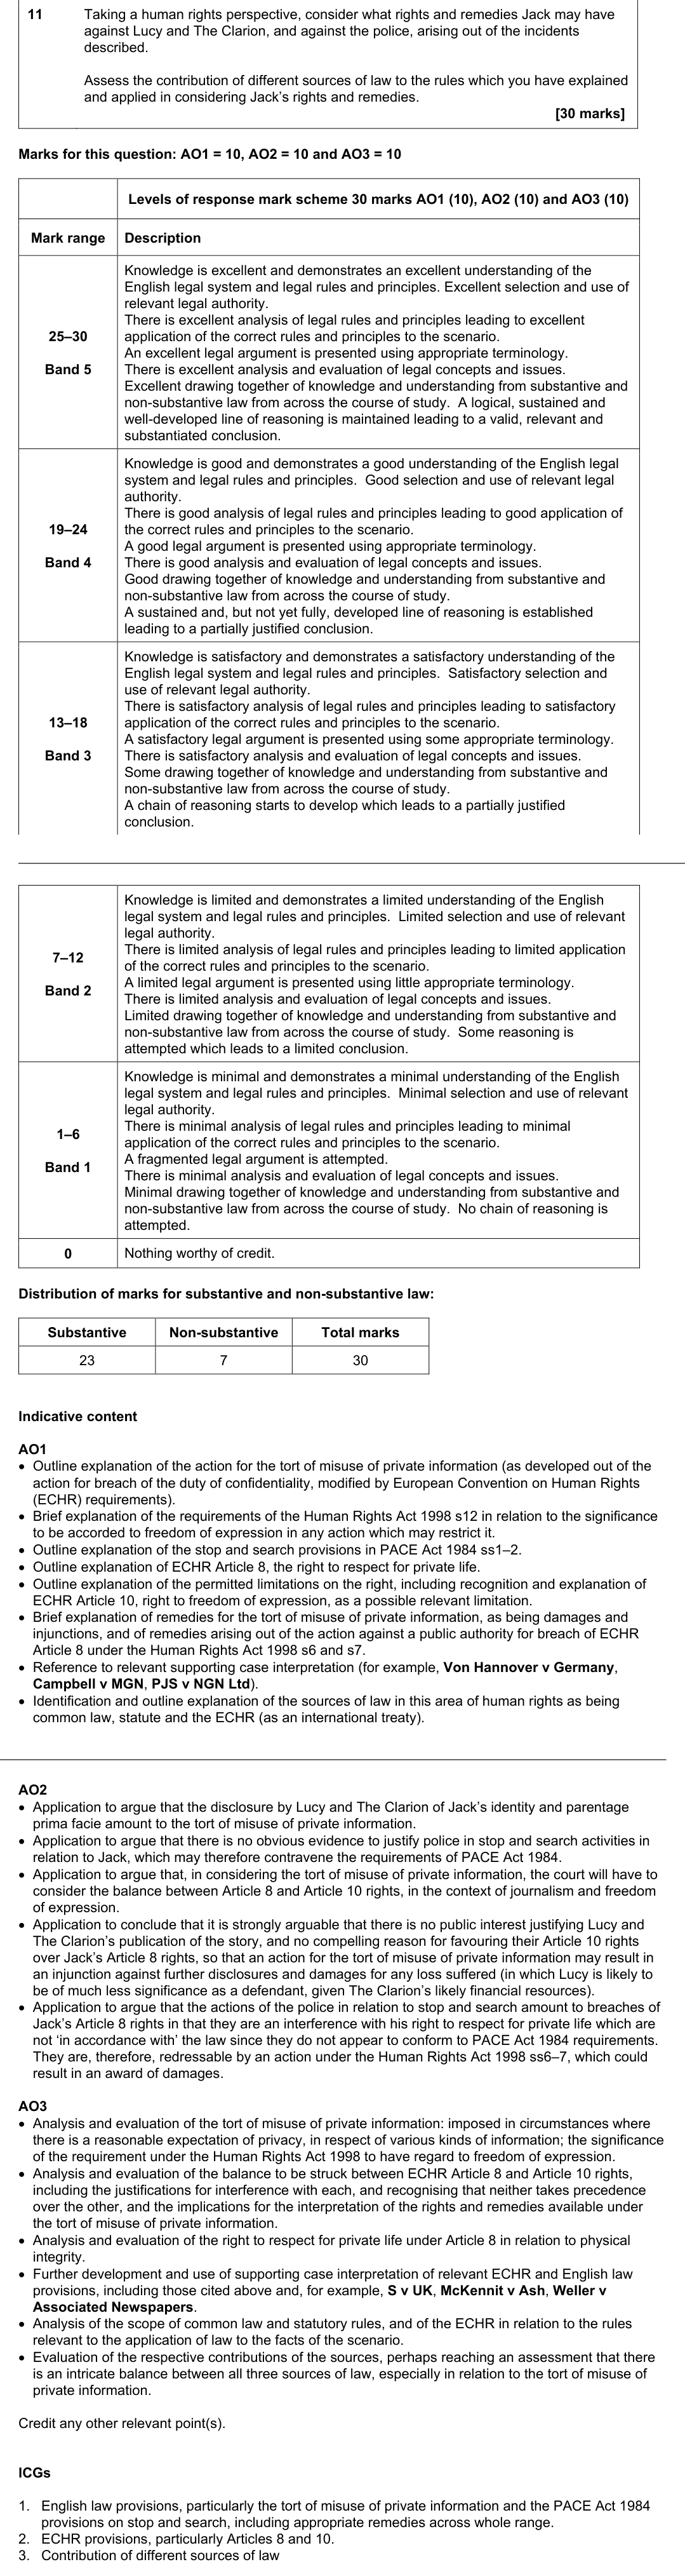 11
Taking a human rights perspective, consider what rights and remedies Jack may have
against Lucy and The Clarion, and against the police, arising out of the incidents
described.
Assess the contribution of different sources of law to the rules which you have explained
and applied in considering Jack's rights and remedies.
[30 marks]
Marks for this question: AO1 = 10, AO2 = 10 and AO3 = 10
Levels of response mark scheme 30 marks AO1 (10), AO2 (10) and AO3 (10)
Mark range
Description
25–30
Band 5
Knowledge is excellent and demonstrates an excellent understanding of the
English legal system and legal rules and principles. Excellent selection and use of
relevant legal authority.
There is excellent analysis of legal rules and principles leading to excellent
application of the correct rules and principles to the scenario.
An excellent legal argument is presented using appropriate terminology.
There is excellent analysis and evaluation of legal concepts and issues.
Excellent drawing together of knowledge and understanding from substantive and
non-substantive law from across the course of study. A logical, sustained and
well-developed line of reasoning is maintained leading to a valid, relevant and
substantiated conclusion.
19–24
Band 4
Knowledge is good and demonstrates a good understanding of the English legal
system and legal rules and principles. Good selection and use of relevant legal
authority.
There is good analysis of legal rules and principles leading to good application of
the correct rules and principles to the scenario.
A good legal argument is presented using appropriate terminology.
There is good analysis and evaluation of legal concepts and issues.
Good drawing together of knowledge and understanding from substantive and
non-substantive law from across the course of study.
A sustained and, but not yet fully, developed line of reasoning is established
leading to a partially justified conclusion.
13–18
Band 3
Knowledge is satisfactory and demonstrates a satisfactory understanding of the
English legal system and legal rules and principles. Satisfactory selection and
use of relevant legal authority.
There is satisfactory analysis of legal rules and principles leading to satisfactory
application of the correct rules and principles to the scenario.
A satisfactory legal argument is presented using some appropriate terminology.
There is satisfactory analysis and evaluation of legal concepts and issues.
Some drawing together of knowledge and understanding from substantive and
non-substantive law from across the course of study.
A chain of reasoning starts to develop which leads to a partially justified
conclusion.
7–12
Band 2
Knowledge is limited and demonstrates a limited understanding of the English
legal system and legal rules and principles. Limited selection and use of relevant
legal authority.
There is limited analysis of legal rules and principles leading to limited application
of the correct rules and principles to the scenario.
A limited legal argument is presented using little appropriate terminology.
There is limited analysis and evaluation of legal concepts and issues.
Limited drawing together of knowledge and understanding from substantive and
non-substantive law from across the course of study. Some reasoning is
attempted which leads to a limited conclusion.
1–6
Band 1
Knowledge is minimal and demonstrates a minimal understanding of the English
legal system and legal rules and principles. Minimal selection and use of relevant
legal authority.
There is minimal analysis of legal rules and principles leading to minimal
application of the correct rules and principles to the scenario.
A fragmented legal argument is attempted.
There is minimal analysis and evaluation of legal concepts and issues.
Minimal drawing together of knowledge and understanding from substantive and
non-substantive law from across the course of study. No chain of reasoning is
attempted.
0
Nothing worthy of credit.
Distribution of marks for substantive and non-substantive law:
Substantive Non-substantive Total marks
23 7 30
Indicative content
AO1
• Outline explanation of the action for the tort of misuse of private information (as developed out of the
action for breach of the duty of confidentiality, modified by European Convention on Human Rights
(ECHR) requirements).
• Brief explanation of the requirements of the Human Rights Act 1998 s12 in relation to the significance
to be accorded to freedom of expression in any action which may restrict it.
• Outline explanation of the stop and search provisions in PACE Act 1984 ss1–2.
• Outline explanation of ECHR Article 8, the right to respect for private life.
• Outline explanation of the permitted limitations on the right, including recognition and explanation of
ECHR Article 10, right to freedom of expression, as a possible relevant limitation.
• Brief explanation of remedies for the tort of misuse of private information, as being damages and
injunctions, and of remedies arising out of the action against a public authority for breach of ECHR
Article 8 under the Human Rights Act 1998 s6 and s7.
• Reference to relevant supporting case interpretation (for example, Von Hannover v Germany,
Campbell v MGN, PJS v NGN Ltd).
• Identification and outline explanation of the sources of law in this area of human rights as being
common law, statute and the ECHR (as an international treaty).
AO2
• Application to argue that the disclosure by Lucy and The Clarion of Jack's identity and parentage
prima facie amount to the tort of misuse of private information.
• Application to argue that there is no obvious evidence to justify police in stop and search activities in
relation to Jack, which may therefore contravene the requirements of PACE Act 1984.
• Application to argue that, in considering the tort of misuse of private information, the court will have to
consider the balance between Article 8 and Article 10 rights, in the context of journalism and freedom
of expression.
• Application to conclude that it is strongly arguable that there is no public interest justifying Lucy and
The Clarion's publication of the story, and no compelling reason for favouring their Article 10 rights
over Jack's Article 8 rights, so that an action for the tort of misuse of private information may result in
an injunction against further disclosures and damages for any loss suffered (in which Lucy is likely to
be of much less significance as a defendant, given The Clarion's likely financial resources).
• Application to argue that the actions of the police in relation to stop and search amount to breaches of
Jack's Article 8 rights in that they are an interference with his right to respect for private life which are
not 'in accordance with' the law since they do not appear to conform to PACE Act 1984 requirements.
They are, therefore, redressable by an action under the Human Rights Act 1998 ss6–7, which could
result in an award of damages.
AO3
• Analysis and evaluation of the tort of misuse of private information: imposed in circumstances where
there is a reasonable expectation of privacy, in respect of various kinds of information; the significance
of the requirement under the Human Rights Act 1998 to have regard to freedom of expression.
• Analysis and evaluation of the balance to be struck between ECHR Article 8 and Article 10 rights,
including the justifications for interference with each, and recognising that neither takes precedence
over the other, and the implications for the interpretation of the rights and remedies available under
the tort of misuse of private information.
• Analysis and evaluation of the right to respect for private life under Article 8 in relation to physical
integrity.
• Further development and use of supporting case interpretation of relevant ECHR and English law
provisions, including those cited above and, for example, S v UK, McKennit v Ash, Weller v
Associated Newspapers.
• Analysis of the scope of common law and statutory rules, and of the ECHR in relation to the rules
relevant to the application of law to the facts of the scenario.
• Evaluation of the respective contributions of the sources, perhaps reaching an assessment that there
is an intricate balance between all three sources of law, especially in relation to the tort of misuse of
private information.
Credit any other relevant point(s).
ICGs
1. English law provisions, particularly the tort of misuse of private information and the PACE Act 1984
provisions on stop and search, including appropriate remedies across whole range.
2. ECHR provisions, particularly Articles 8 and 10.
3. Contribution of different sources of law